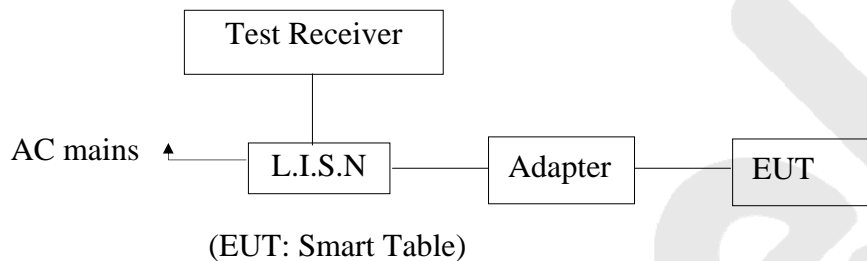 Test Receiver
AC mains
L.I.S.N
Adapter
EUT
(EUT: Smart Table)